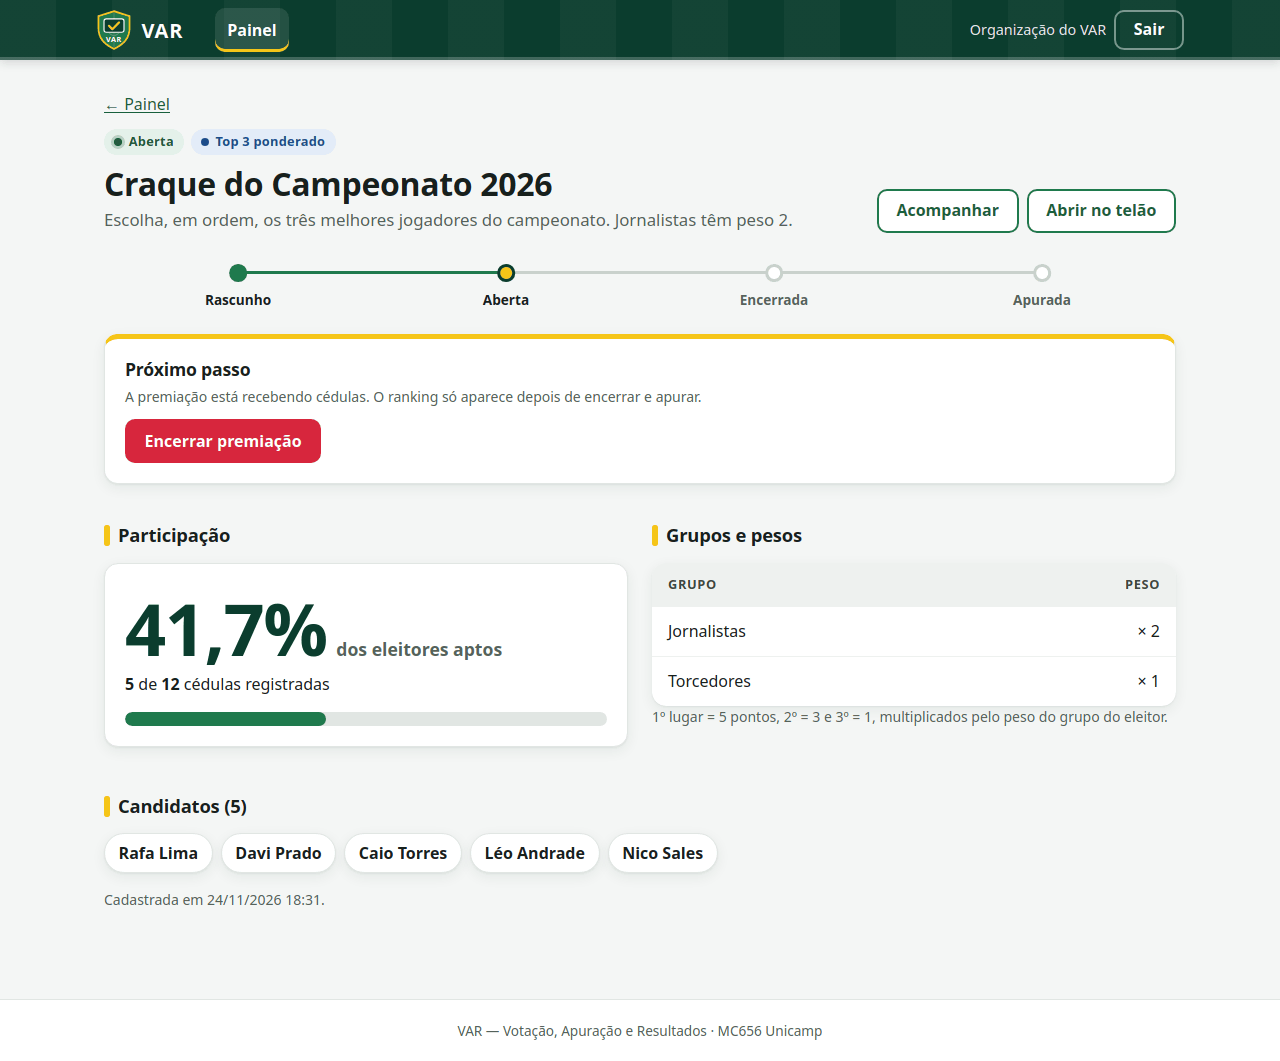 VAR
VAR
Painel
Organização do VAR
Sair
← Painel
Aberta
Top 3 ponderado
Craque do Campeonato 2026
Escolha, em ordem, os três melhores jogadores do campeonato. Jornalistas têm peso 2.
Acompanhar
Abrir no telão
Rascunho
Aberta
Encerrada
Apurada
Próximo passo
A premiação está recebendo cédulas. O ranking só aparece depois de encerrar e apurar.
Encerrar premiação
Participação
41,7% dos eleitores aptos
5 de 12 cédulas registradas
Grupos e pesos
GRUPO PESO
Jornalistas × 2
Torcedores × 1
1º lugar = 5 pontos, 2º = 3 e 3º = 1, multiplicados pelo peso do grupo do eleitor.
Candidatos (5)
Rafa Lima
Davi Prado
Caio Torres
Léo Andrade
Nico Sales
Cadastrada em 24/11/2026 18:31.
VAR — Votação, Apuração e Resultados · MC656 Unicamp